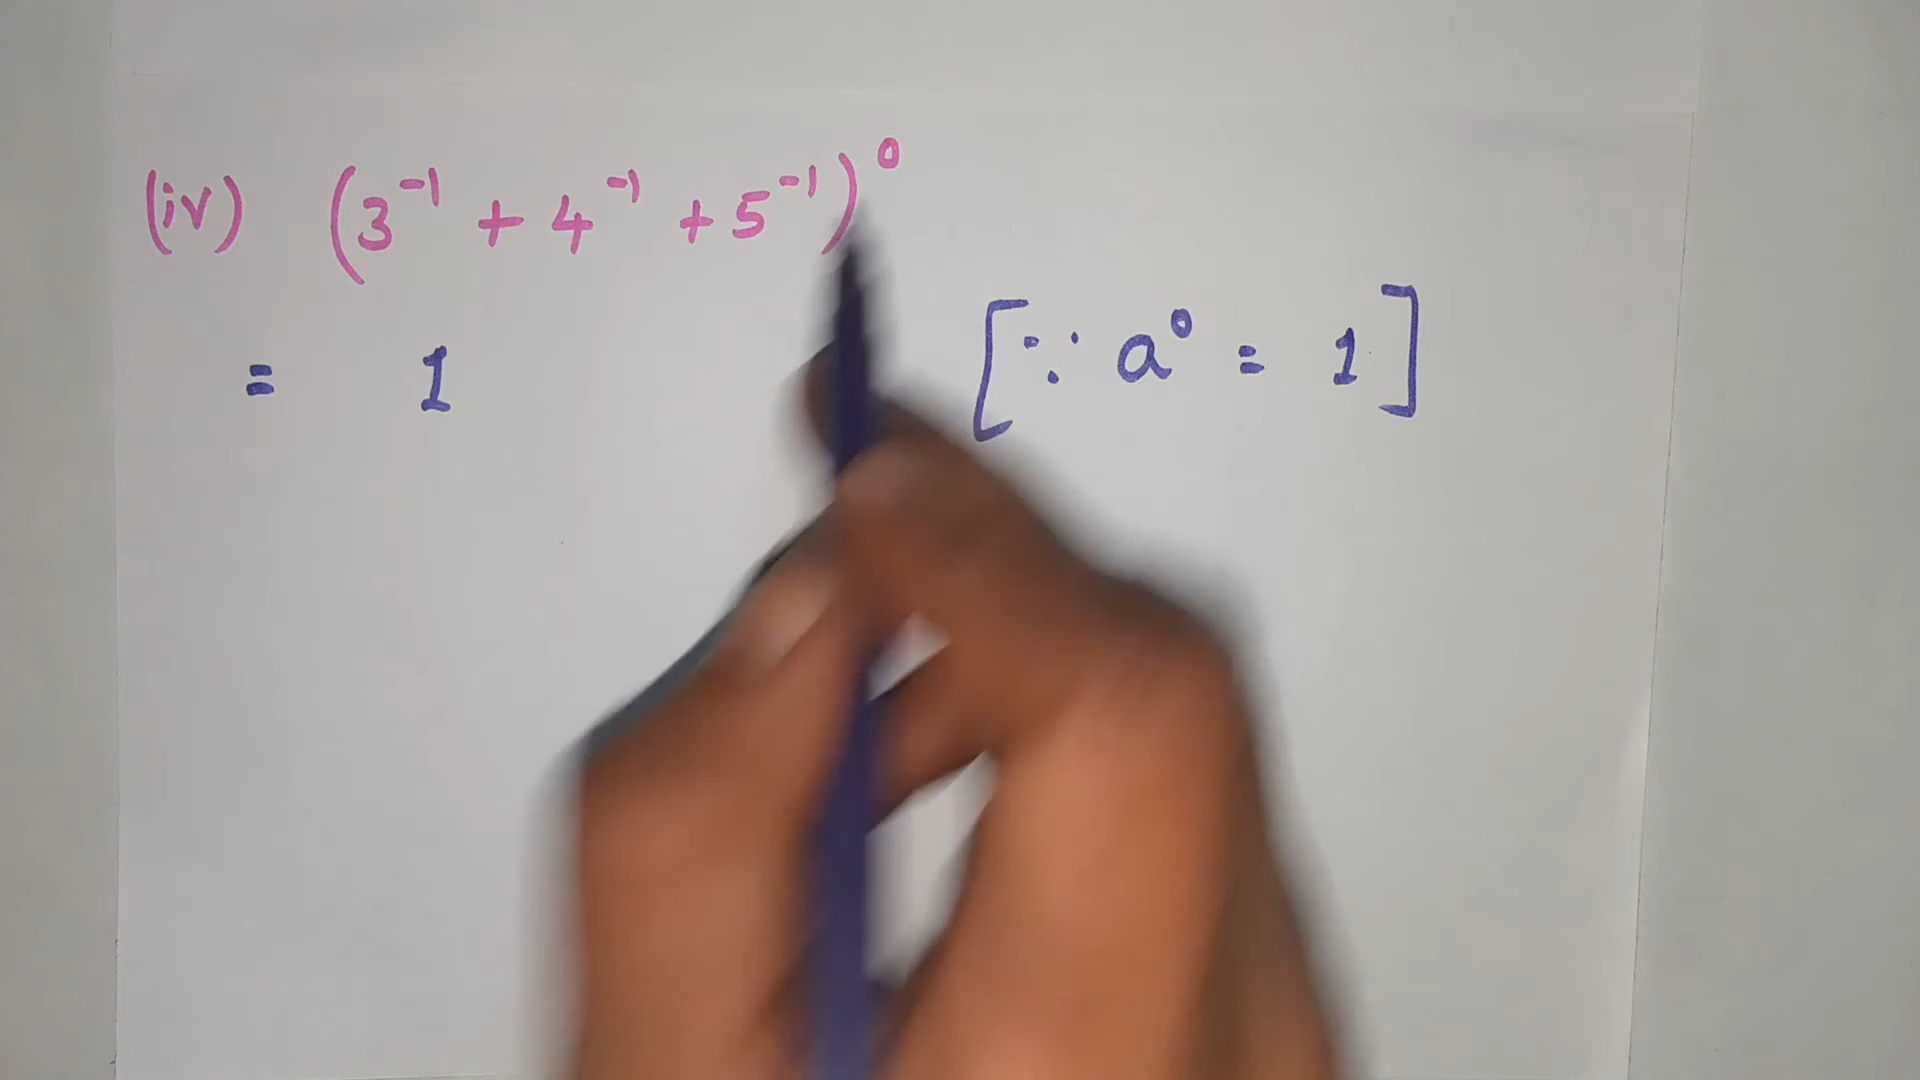 (iv) (3⁻¹ + 4⁻¹ + 5⁻¹)⁰
= 1 [∵ a⁰ = 1]